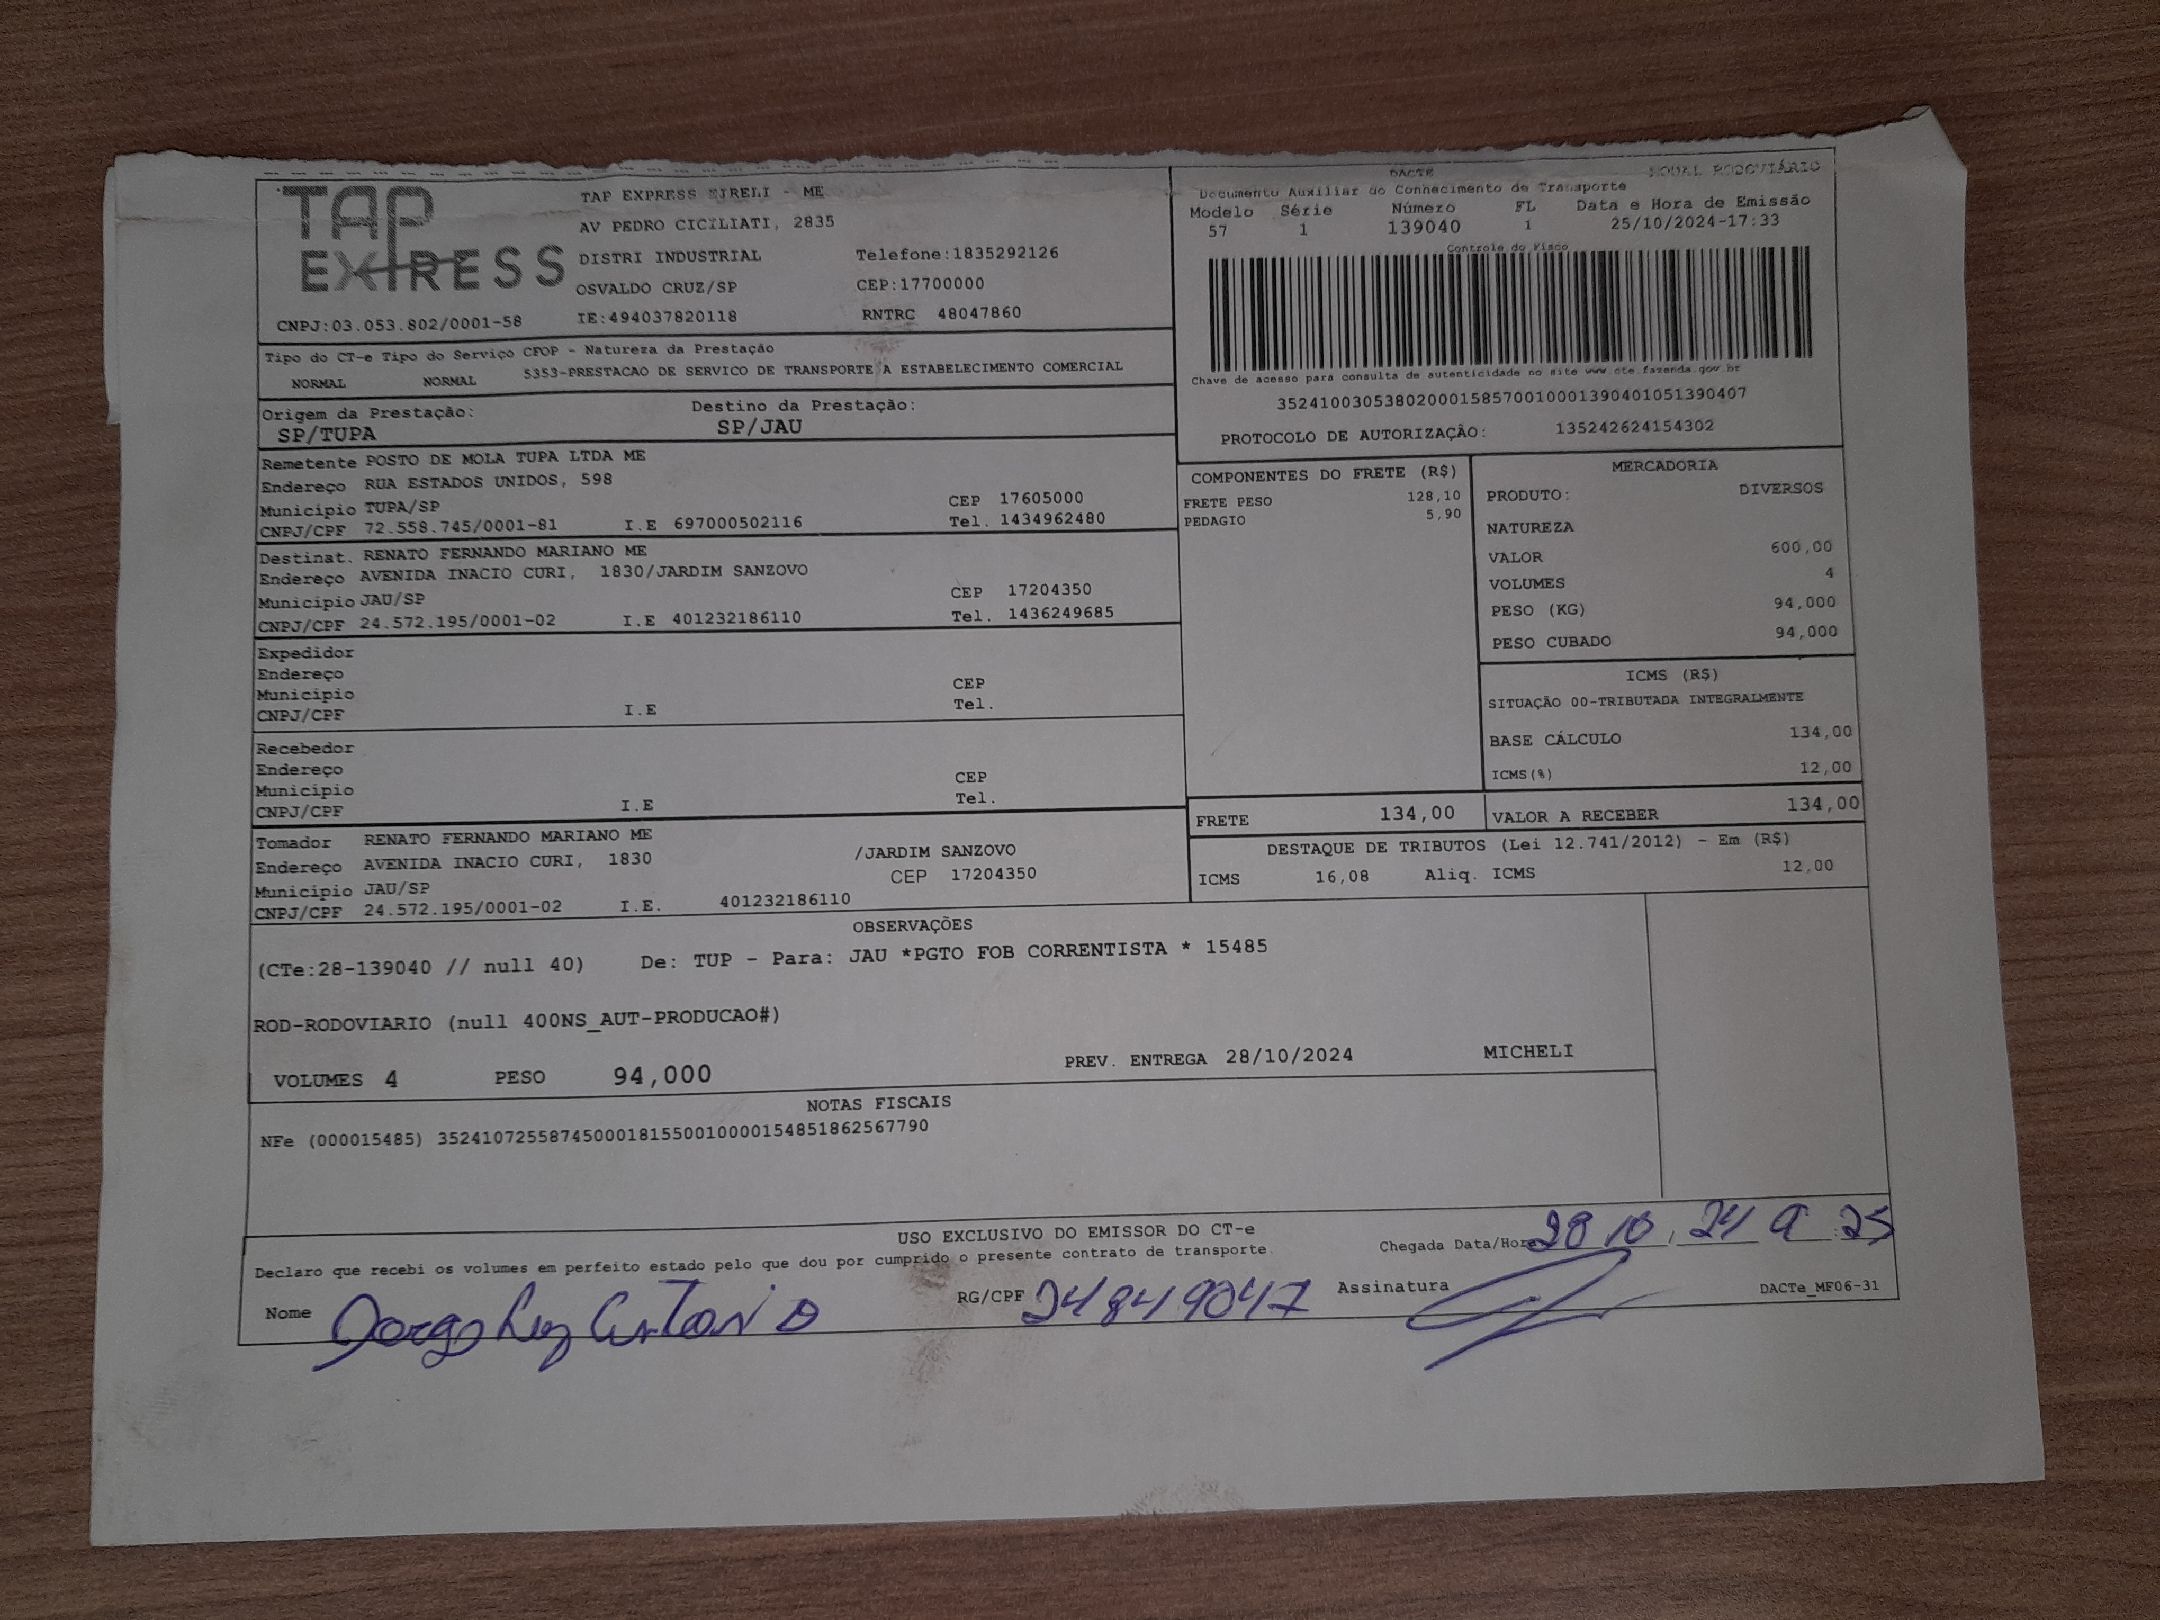 TAP
EXPRESS
TAP EXPRESS EIRELI - ME
AV PEDRO CICILIATI, 2835
DISTRI INDUSTRIAL Telefone:1835292126
OSVALDO CRUZ/SP CEP:17700000
CNPJ:03.053.802/0001-58 IE:494037820118 RNTRC 48047860
DACTE MODAL RODOVIÁRIO
Documento Auxiliar do Conhecimento de Transporte
Modelo Série Número FL Data e Hora de Emissão
57 1 139040 1 25/10/2024-17:33
Controle do Fisco
Chave de acesso para consulta de autenticidade no site www.cte.fazenda.gov.br
35241003053802000158570010001390401051390407
PROTOCOLO DE AUTORIZAÇÃO: 135242624154302
Tipo do CT-e Tipo do Serviço CFOP - Natureza da Prestação
NORMAL NORMAL 5353-PRESTACAO DE SERVICO DE TRANSPORTE A ESTABELECIMENTO COMERCIAL
Origem da Prestação: Destino da Prestação:
SP/TUPA SP/JAU
Remetente POSTO DE MOLA TUPA LTDA ME
Endereço RUA ESTADOS UNIDOS, 598
Município TUPA/SP CEP 17605000
CNPJ/CPF 72.558.745/0001-81 I.E 697000502116 Tel. 1434962480
Destinat. RENATO FERNANDO MARIANO ME
Endereço AVENIDA INACIO CURI, 1830/JARDIM SANZOVO
Município JAU/SP CEP 17204350
CNPJ/CPF 24.572.195/0001-02 I.E 401232186110 Tel. 1436249685
Expedidor
Endereço
Município CEP
CNPJ/CPF I.E Tel.
Recebedor
Endereço
Município CEP
CNPJ/CPF I.E Tel.
Tomador RENATO FERNANDO MARIANO ME
Endereço AVENIDA INACIO CURI, 1830 /JARDIM SANZOVO
Município JAU/SP CEP 17204350
CNPJ/CPF 24.572.195/0001-02 I.E. 401232186110
COMPONENTES DO FRETE (R$)
FRETE PESO 128,10
PEDAGIO 5,90
MERCADORIA
PRODUTO: DIVERSOS
NATUREZA
VALOR 600,00
VOLUMES 4
PESO (KG) 94,000
PESO CUBADO 94,000
ICMS (R$)
SITUAÇÃO 00-TRIBUTADA INTEGRALMENTE
BASE CÁLCULO 134,00
ICMS(%) 12,00
FRETE 134,00 VALOR A RECEBER 134,00
DESTAQUE DE TRIBUTOS (Lei 12.741/2012) - Em (R$)
ICMS 16,08 Aliq. ICMS 12,00
OBSERVAÇÕES
(CTe:28-139040 // null 40) De: TUP - Para: JAU *PGTO FOB CORRENTISTA * 15485
ROD-RODOVIARIO (null 400NS_AUT-PRODUCAO#)
VOLUMES 4 PESO 94,000 PREV. ENTREGA 28/10/2024 MICHELI
NOTAS FISCAIS
NFe (000015485) 35241072558745000181550010000154851862567790
USO EXCLUSIVO DO EMISSOR DO CT-e
Declaro que recebi os volumes em perfeito estado pelo que dou por cumprido o presente contrato de transporte. Chegada Data/Hora 28 10, 24 9 : 25
Nome RG/CPF 24849047 Assinatura DACTe_MF06-31